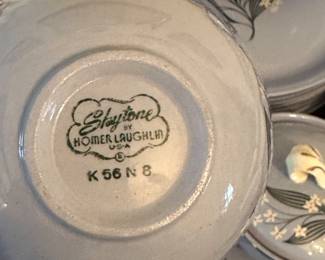 Skytone
BY
HOMER LAUGHLIN
U·S·A
K 56 N 8